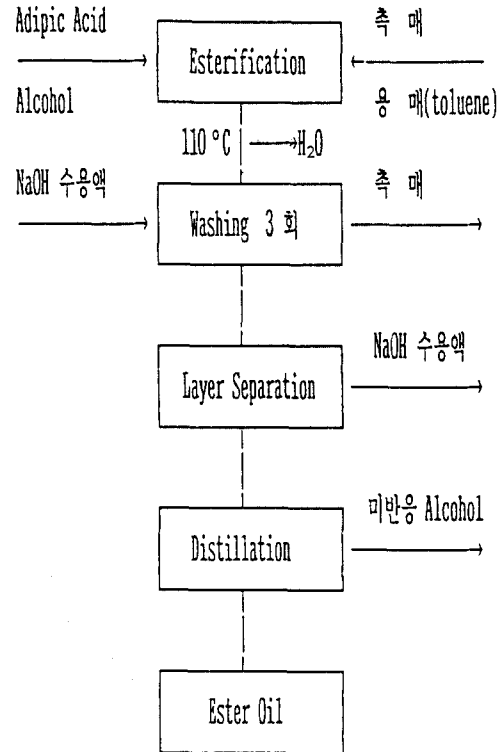 Adipic Acid
촉 매
Esterification
Alcohol
용 매(toluene)
110 °C → H₂O
NaOH 수용액
촉 매
Washing 3 회
NaOH 수용액
Layer Separation
미반응 Alcohol
Distillation
Ester Oil